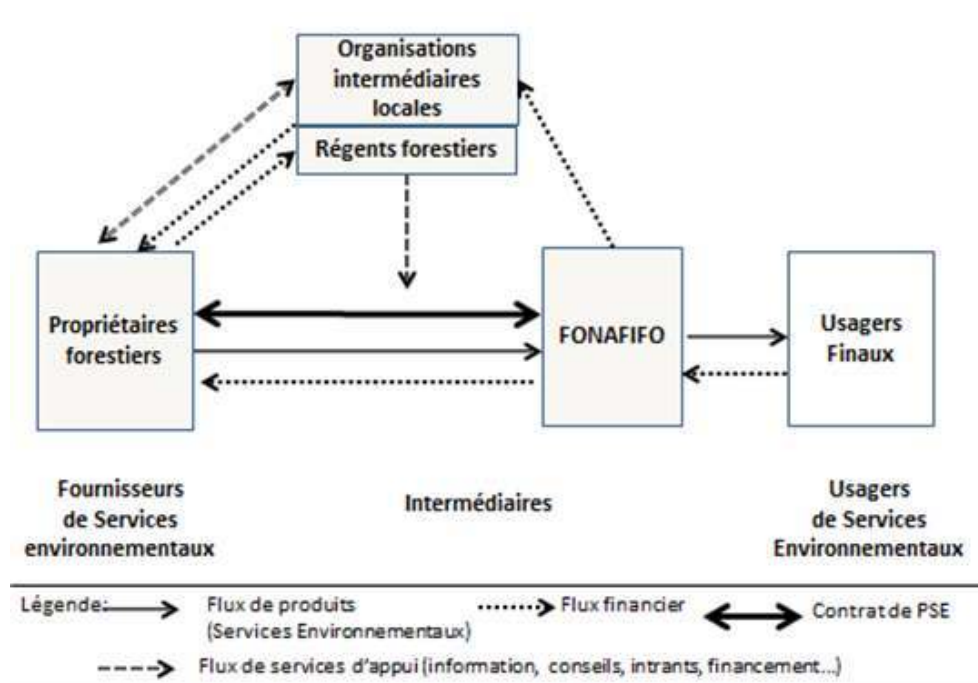 Organisations
intermédiaires
locales
Régents forestiers
Propriétaires
forestiers
FONAFIFO
Usagers
Finaux
Fournisseurs
de Services
environnementaux
Intermédiaires
Usagers
de Services
Environnementaux
Légende:
Flux de produits
(Services Environnementaux)
Flux financier
Contrat de PSE
Flux de services d'appui (information, conseils, intrants, financement...)